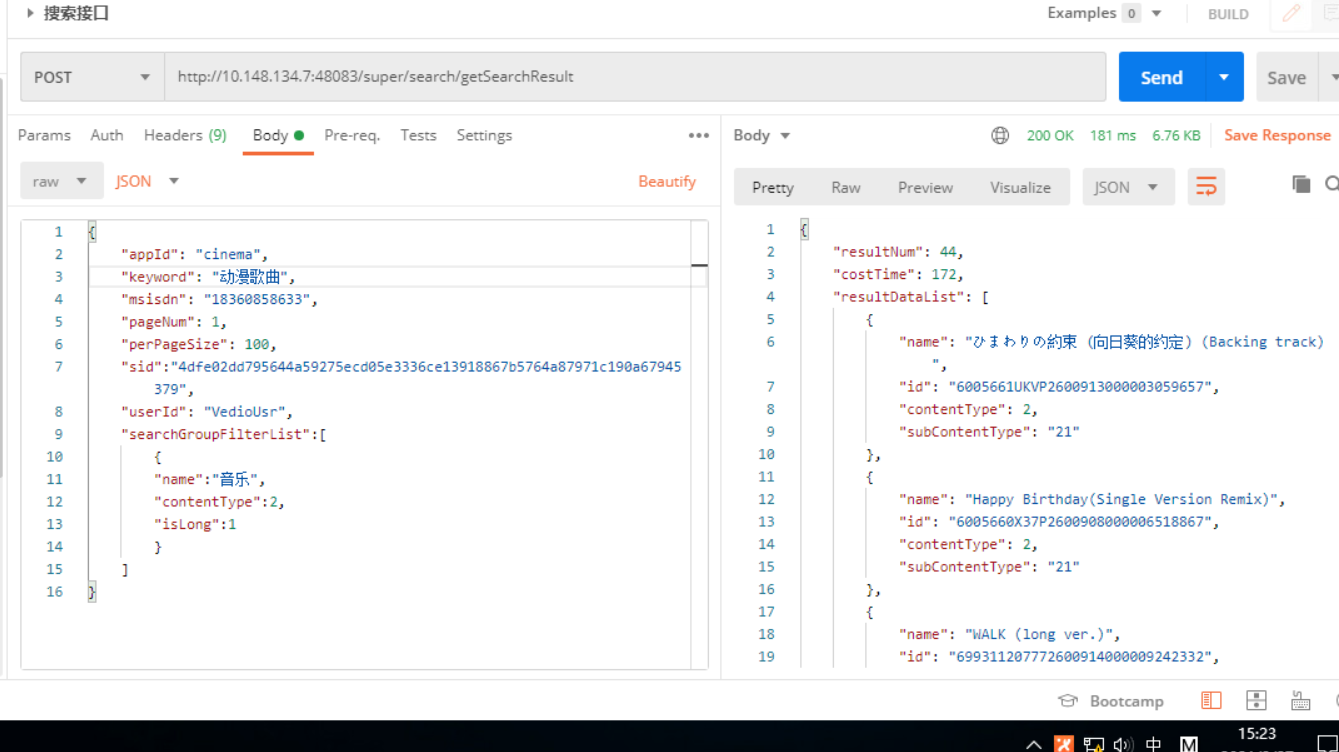 搜索接口
Examples 0
BUILD
POST
http://10.148.134.7:48083/super/search/getSearchResult
Send
Save
Params Auth Headers (9) Body Pre-req. Tests Settings
raw JSON Beautify
1 {
2 "appId": "cinema",
3 "keyword": "动漫歌曲",
4 "msisdn": "18360858633",
5 "pageNum": 1,
6 "perPageSize": 100,
7 "sid":"4dfe02dd795644a59275ecd05e3336ce13918867b5764a87971c190a67945
379",
8 "userId": "VedioUsr",
9 "searchGroupFilterList":[
10 {
11 "name":"音乐",
12 "contentType":2,
13 "isLong":1
14 }
15 ]
16 }
Body 200 OK 181 ms 6.76 KB Save Response
Pretty Raw Preview Visualize JSON
1 {
2 "resultNum": 44,
3 "costTime": 172,
4 "resultDataList": [
5 {
6 "name": "ひまわりの約束 (向日葵的约定) (Backing track)
",
7 "id": "6005661UKVP2600913000003059657",
8 "contentType": 2,
9 "subContentType": "21"
10 },
11 {
12 "name": "Happy Birthday(Single Version Remix)",
13 "id": "6005660X37P2600908000006518867",
14 "contentType": 2,
15 "subContentType": "21"
16 },
17 {
18 "name": "WALK (long ver.)",
19 "id": "699311207772600914000009242332",
Bootcamp
中 M
15:23